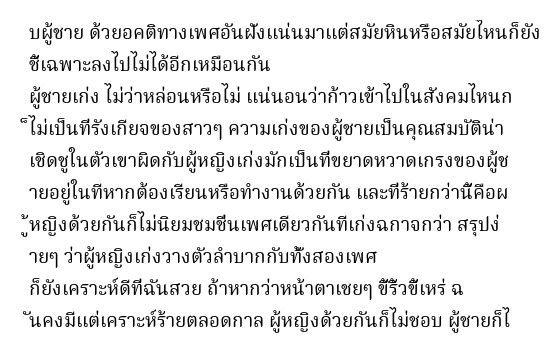 บผู้ชาย ด้วยอคติทางเพศอันฝังแน่นมาแต่สมัยหินหรือสมัยไหนก็ยัง
ชี้เฉพาะลงไปไม่ได้อีกเหมือนกัน
ผู้ชายเก่ง ไม่ว่าหล่อนหรือไม่ แน่นอนว่าก้าวเข้าไปในสังคมไหนก
็ไม่เป็นที่รังเกียจของสาวๆ ความเก่งของผู้ชายเป็นคุณสมบัติน่า
เชิดชูในตัวเขาผิดกับผู้หญิงเก่งมักเป็นที่ขยาดหวาดเกรงของผู้ช
ายอยู่ในทีหากต้องเรียนหรือทำงานด้วยกัน และที่ร้ายกว่านี้คือผ
ู้หญิงด้วยกันก็ไม่นิยมชมชื่นเพศเดียวกันที่เก่งฉกาจกว่า สรุปง่
ายๆ ว่าผู้หญิงเก่งวางตัวลำบากกับทั้งสองเพศ
ก็ยังเคราะห์ดีที่ฉันสวย ถ้าหากว่าหน้าตาเชยๆ ขี้ริ้วขี้เหร่ ฉ
ันคงมีแต่เคราะห์ร้ายตลอดกาล ผู้หญิงด้วยกันก็ไม่ชอบ ผู้ชายก็ไ